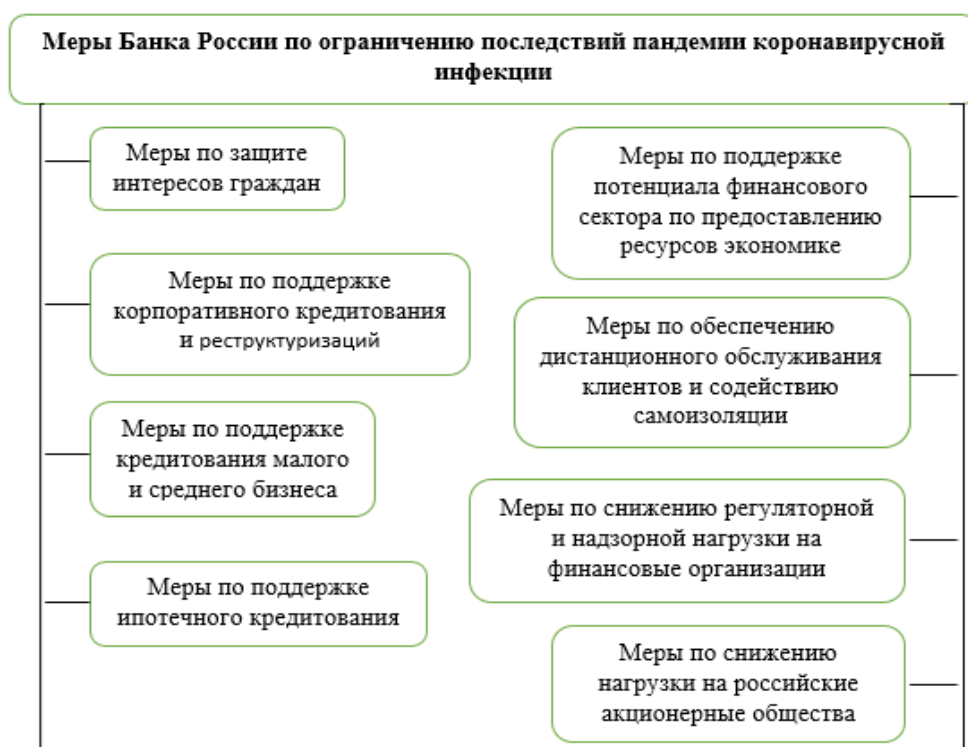 Меры Банка России по ограничению последствий пандемии коронавирусной
инфекции
Меры по защите
интересов граждан
Меры по поддержке
корпоративного кредитования
и реструктуризаций
Меры по поддержке
кредитования малого
и среднего бизнеса
Меры по поддержке
ипотечного кредитования
Меры по поддержке
потенциала финансового
сектора по предоставлению
ресурсов экономике
Меры по обеспечению
дистанционного обслуживания
клиентов и содействию
самоизоляции
Меры по снижению регуляторной
и надзорной нагрузки на
финансовые организации
Меры по снижению
нагрузки на российские
акционерные общества